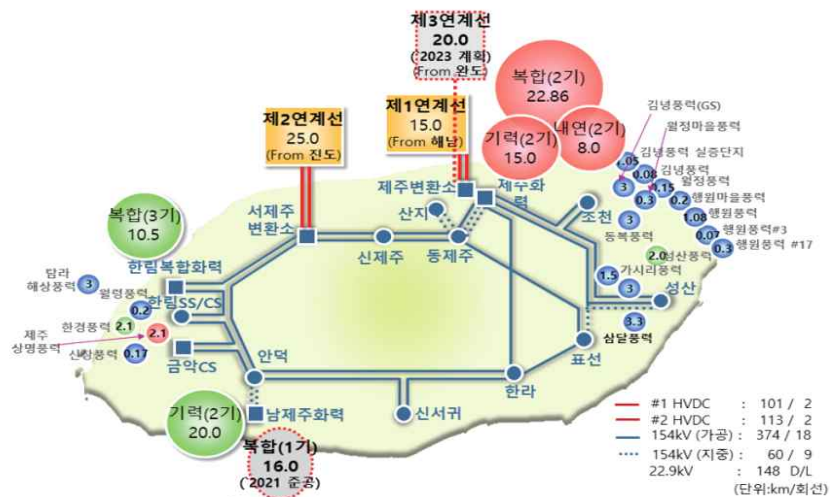 제3연계선
20.0
(`2023 계획)
(From 완도)
복합(2기)
22.86
제2연계선
25.0
(From 진도)
제1연계선
15.0
(From 해남)
기력(2기)
15.0
내연(2기)
8.0
김녕풍력(GS)
월정마을풍력
김녕풍력 실증단지
김녕풍력
월정풍력
행원마을풍력
행원풍력
행원풍력#3
행원풍력 #17
0.08
0.15
0.2
1.08
0.07
0.3
3
0.3
3
동복풍력
제주변환소
제주화력
산지
조천
서제주
변환소
신제주
동제주
2.0
성산풍력
가시리풍력
1.5
3
성산
3.3
삼달풍력
표선
복합(3기)
10.5
한림복합화력
탐라
해상풍력
3
월령풍력
0.2
한림SS/CS
한경풍력
2.1
2.1
제주
상명풍력
신창풍력
0.17
금악CS
안덕
한라
신서귀
기력(2기)
20.0
남제주화력
복합(1기)
16.0
(`2021 준공)
#1 HVDC : 101 / 2
#2 HVDC : 113 / 2
154kV (가공) : 374 / 18
154kV (지중) : 60 / 9
22.9kV : 148 D/L
(단위:km/회선)